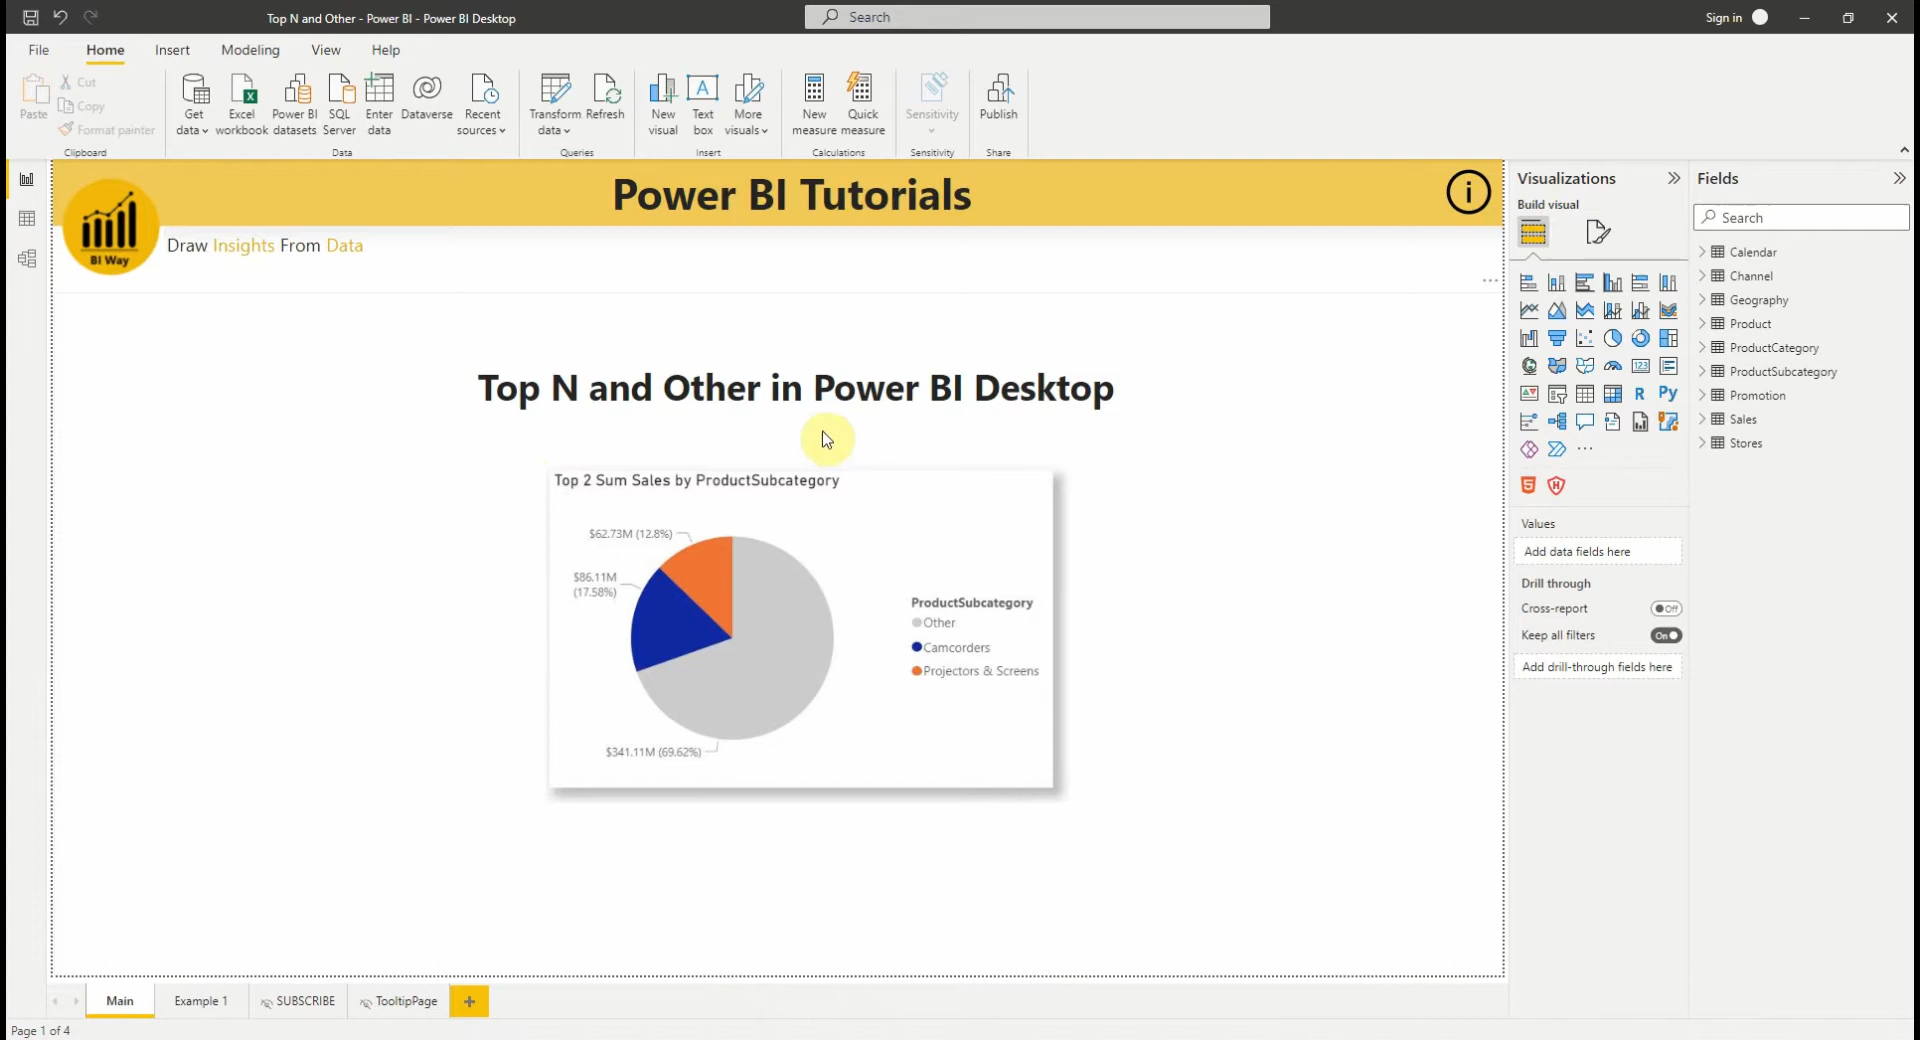 Top N and Other - Power BI - Power BI Desktop
Search
Sign in
File
Home
Insert
Modeling
View
Help
Paste
Cut
Copy
Format painter
Clipboard
Get data
Excel workbook
Power BI datasets
SQL Server
Enter data
Dataverse
Recent sources
Data
Transform data
Refresh
Queries
New visual
Text box
More visuals
Insert
New measure
Quick measure
Calculations
Sensitivity
Sensitivity
Publish
Share
Power BI Tutorials
i
BI Way
Draw Insights From Data
Top N and Other in Power BI Desktop
Top 2 Sum Sales by ProductSubcategory
$62.73M (12.8%)
$86.11M
(17.58%)
$341.11M (69.62%)
ProductSubcategory
Other
Camcorders
Projectors & Screens
Visualizations
Build visual
123
R
Py
Values
Add data fields here
Drill through
Cross-report
Off
Keep all filters
On
Add drill-through fields here
Fields
Search
Calendar
Channel
Geography
Product
ProductCategory
ProductSubcategory
Promotion
Sales
Stores
Main
Example 1
SUBSCRIBE
TooltipPage
Page 1 of 4